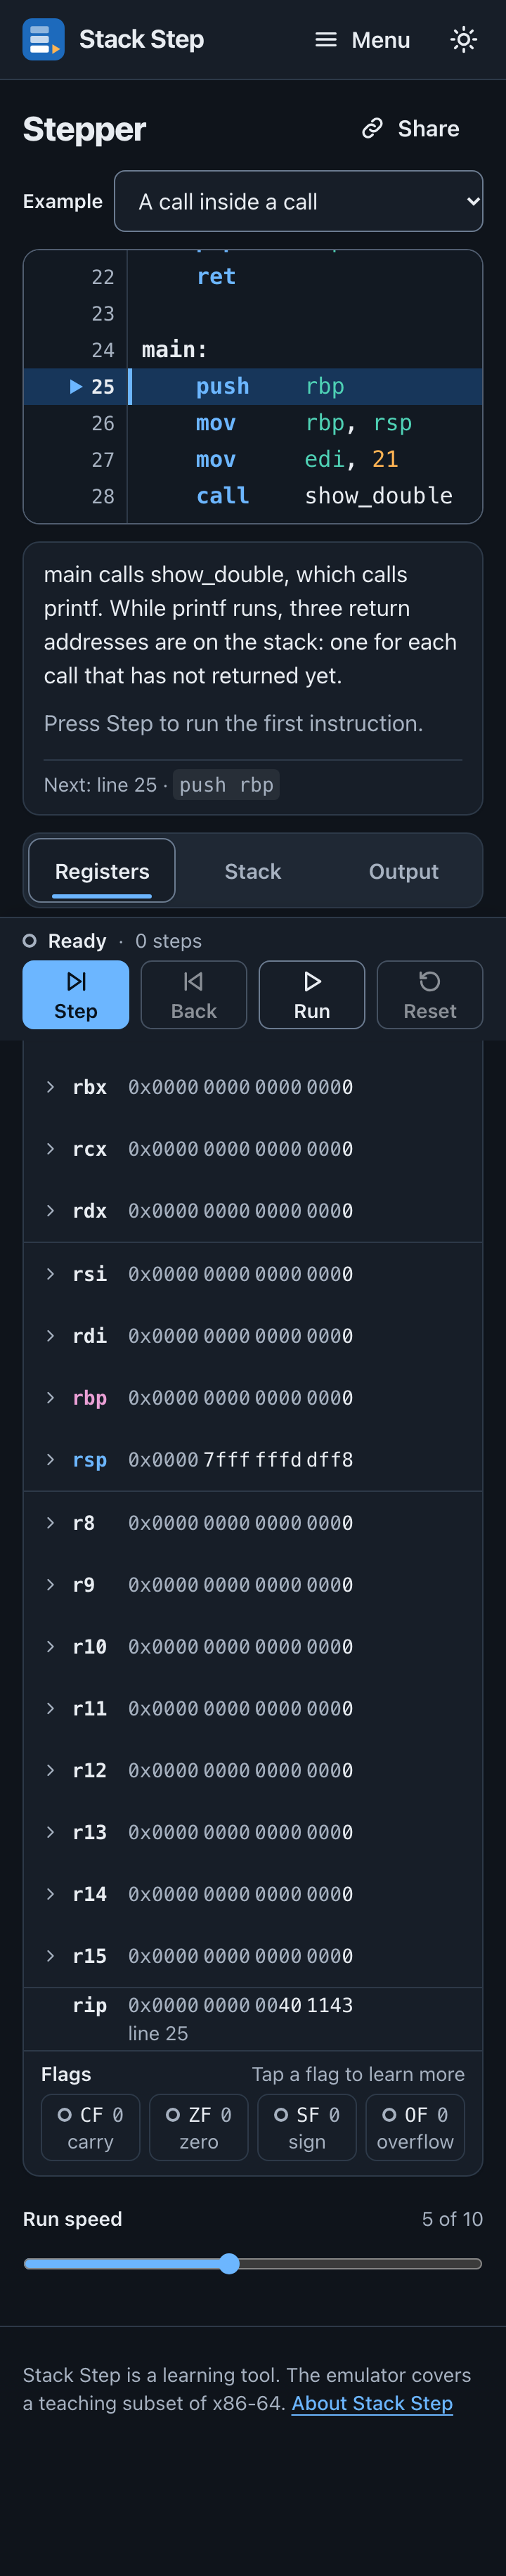 Stack Step
Menu
Stepper
Share
Example
A call inside a call
22 ret
23
24 main:
25 push rbp
26 mov rbp, rsp
27 mov edi, 21
28 call show_double
main calls show_double, which calls
printf. While printf runs, three return
addresses are on the stack: one for each
call that has not returned yet.
Press Step to run the first instruction.
Next: line 25 · push rbp
Registers Stack Output
Ready · 0 steps
Step Back Run Reset
rbx 0x0000 0000 0000 0000
rcx 0x0000 0000 0000 0000
rdx 0x0000 0000 0000 0000
rsi 0x0000 0000 0000 0000
rdi 0x0000 0000 0000 0000
rbp 0x0000 0000 0000 0000
rsp 0x0000 7fff fffd dff8
r8 0x0000 0000 0000 0000
r9 0x0000 0000 0000 0000
r10 0x0000 0000 0000 0000
r11 0x0000 0000 0000 0000
r12 0x0000 0000 0000 0000
r13 0x0000 0000 0000 0000
r14 0x0000 0000 0000 0000
r15 0x0000 0000 0000 0000
rip 0x0000 0000 0040 1143
line 25
Flags Tap a flag to learn more
CF 0 ZF 0 SF 0 OF 0
carry zero sign overflow
Run speed 5 of 10
Stack Step is a learning tool. The emulator covers
a teaching subset of x86-64. About Stack Step